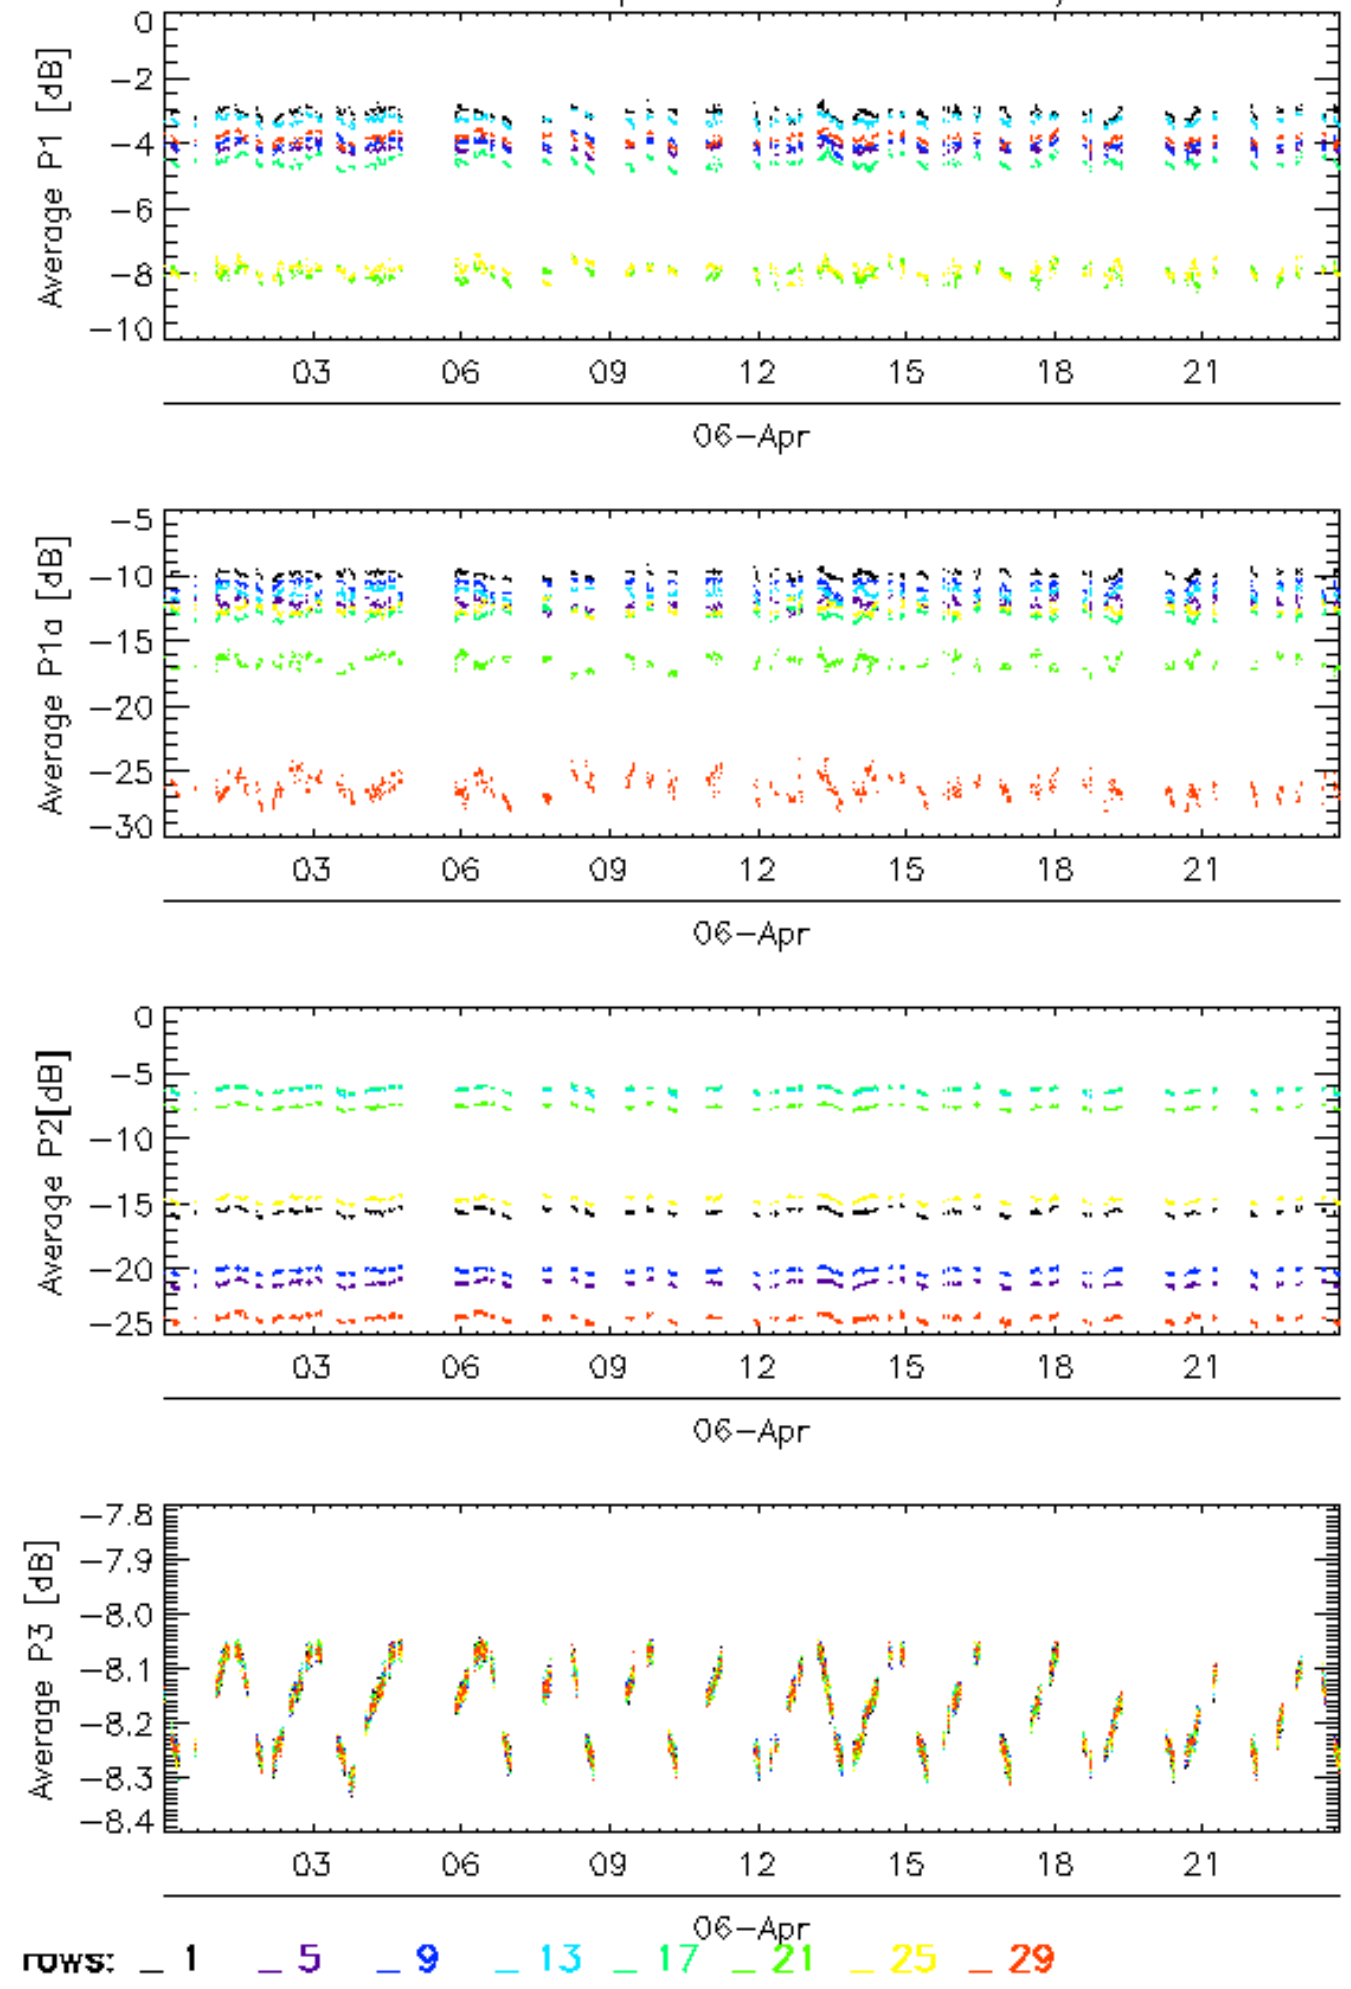 0
−2
−4
−6
−8
−10
Average P1 [dB]
03 06 09 12 15 18 21
06−Apr
−5
−10
−15
−20
−25
−30
Average P1a [dB]
03 06 09 12 15 18 21
06−Apr
0
−5
−10
−15
−20
−25
Average P2[dB]
03 06 09 12 15 18 21
06−Apr
−7.8
−7.9
−8.0
−8.1
−8.2
−8.3
−8.4
Average P3 [dB]
03 06 09 12 15 18 21
06−Apr
rows: _ 1 _ 5 _ 9 _ 13 _ 17 _ 21 _ 25 _ 29